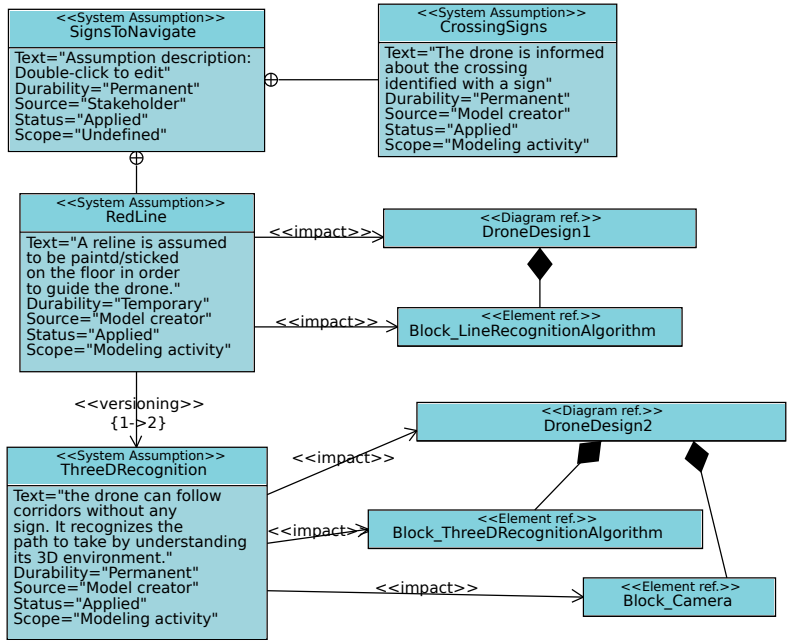 <<System Assumption>>
SignsToNavigate
Text="Assumption description:
Double-click to edit"
Durability="Permanent"
Source="Stakeholder"
Status="Applied"
Scope="Undefined"
<<System Assumption>>
CrossingSigns
Text="The drone is informed
about the crossing
identified with a sign"
Durability="Permanent"
Source="Model creator"
Status="Applied"
Scope="Modeling activity"
<<System Assumption>>
RedLine
Text="A reline is assumed
to be paintd/sticked
on the floor in order
to guide the drone."
Durability="Temporary"
Source="Model creator"
Status="Applied"
Scope="Modeling activity"
<<impact>>
<<Diagram ref.>>
DroneDesign1
<<impact>>
<<Element ref.>>
Block_LineRecognitionAlgorithm
<<versioning>>
{1->2}
<<System Assumption>>
ThreeDRecognition
Text="the drone can follow
corridors without any
sign. It recognizes the
path to take by understanding
its 3D environment."
Durability="Permanent"
Source="Model creator"
Status="Applied"
Scope="Modeling activity"
<<impact>>
<<Diagram ref.>>
DroneDesign2
<<impact>>
<<Element ref.>>
Block_ThreeDRecognitionAlgorithm
<<impact>>
<<Element ref.>>
Block_Camera